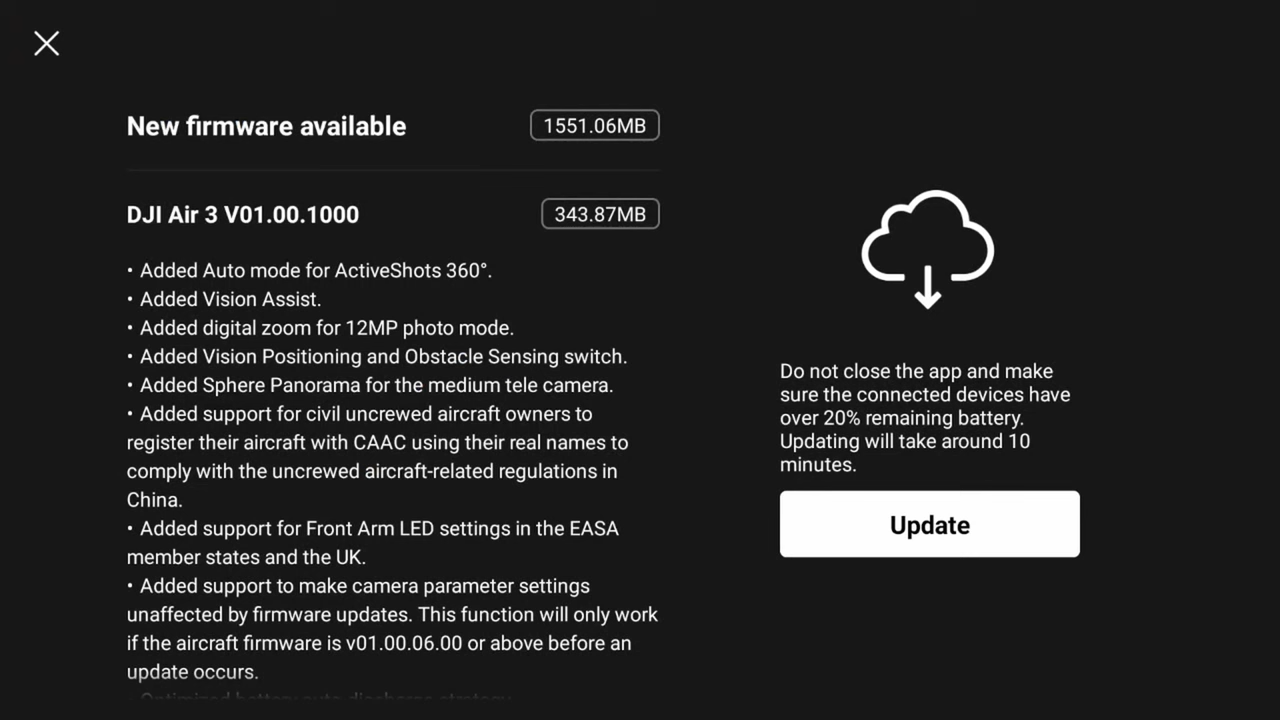 New firmware available
1551.06MB
DJI Air 3 V01.00.1000
343.87MB
• Added Auto mode for ActiveShots 360°.
• Added Vision Assist.
• Added digital zoom for 12MP photo mode.
• Added Vision Positioning and Obstacle Sensing switch.
• Added Sphere Panorama for the medium tele camera.
• Added support for civil uncrewed aircraft owners to
register their aircraft with CAAC using their real names to
comply with the uncrewed aircraft-related regulations in
China.
• Added support for Front Arm LED settings in the EASA
member states and the UK.
• Added support to make camera parameter settings
unaffected by firmware updates. This function will only work
if the aircraft firmware is v01.00.06.00 or above before an
update occurs.
• Optimized battery auto-discharge strategy.
Do not close the app and make
sure the connected devices have
over 20% remaining battery.
Updating will take around 10
minutes.
Update